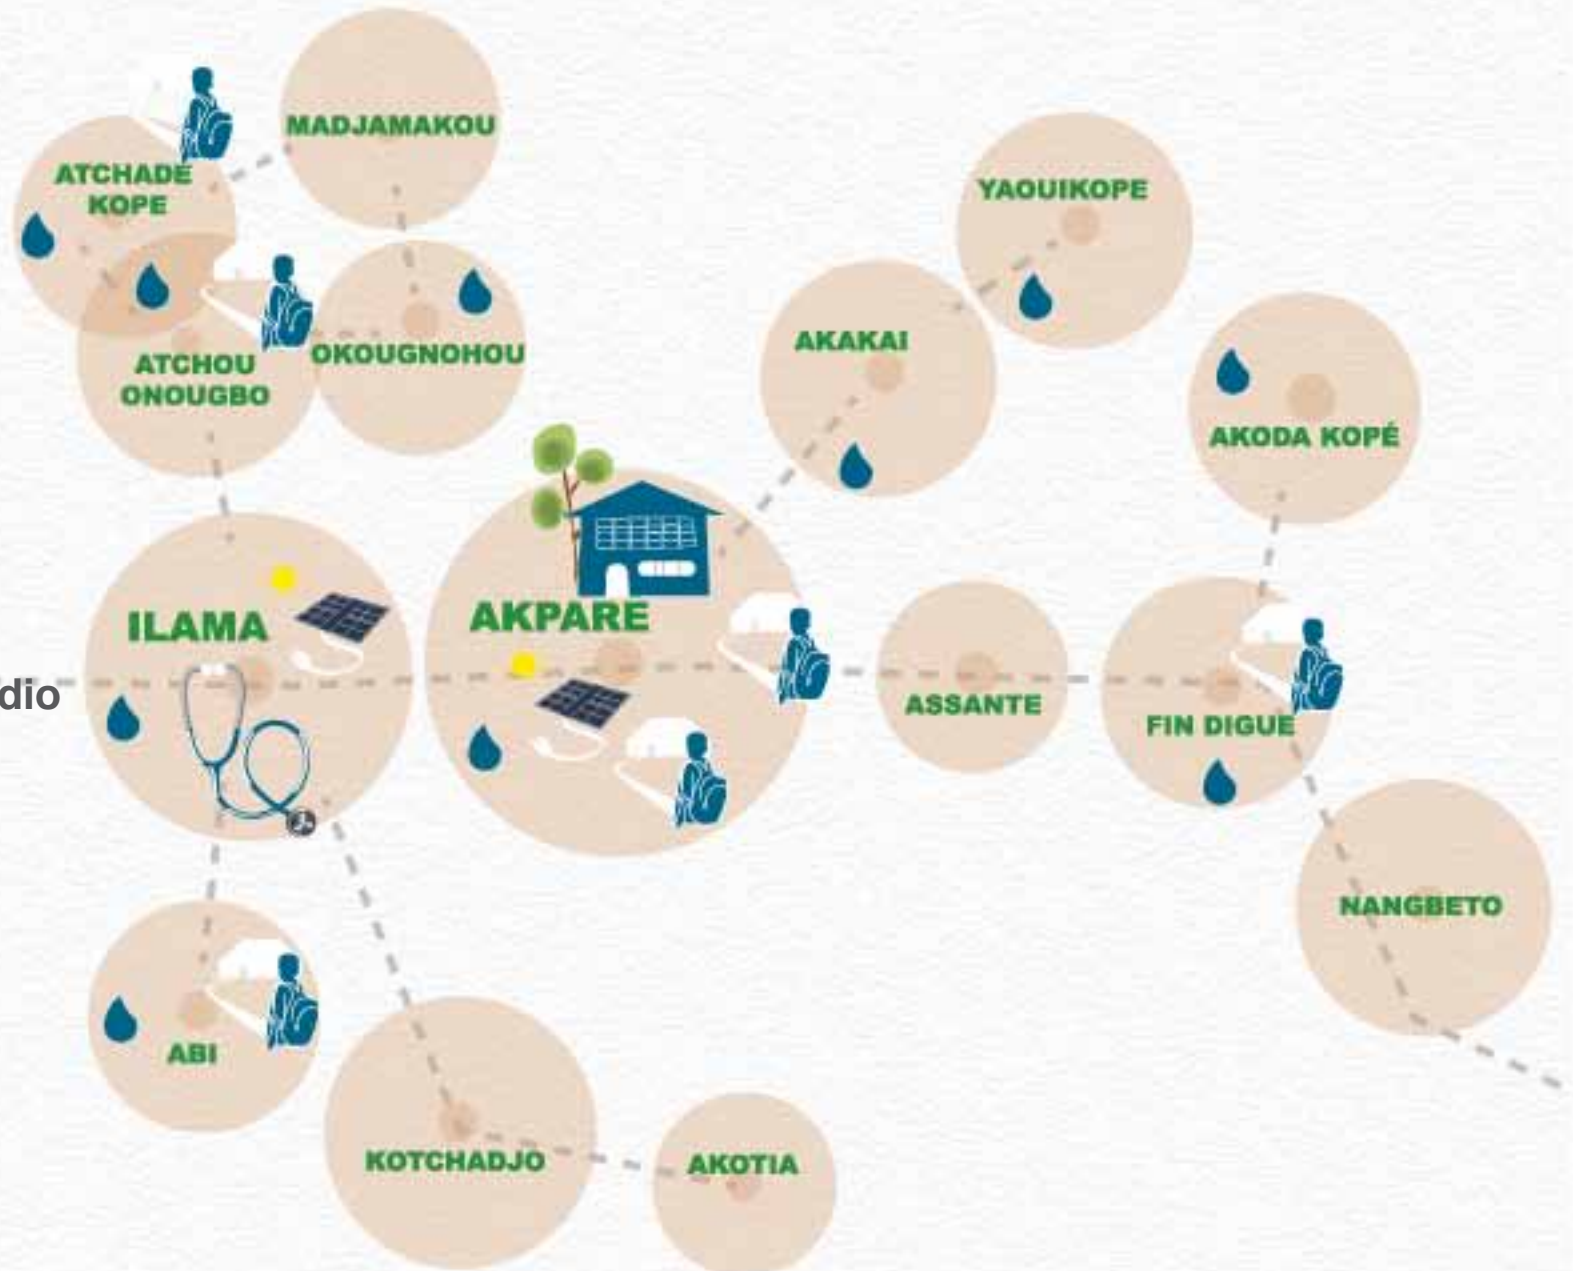 MADJAMAKOU
ATCHADÉ
KOPE
YAOUIKOPE
AKAKAI
OKOUGNOHOU
ATCHOU
ONOUGBO
AKODA KOPÉ
AKPARE
ILAMA
dio
ASSANTE
FIN DIGUE
NANGBETO
ABI
KOTCHADJO
AKOTIA